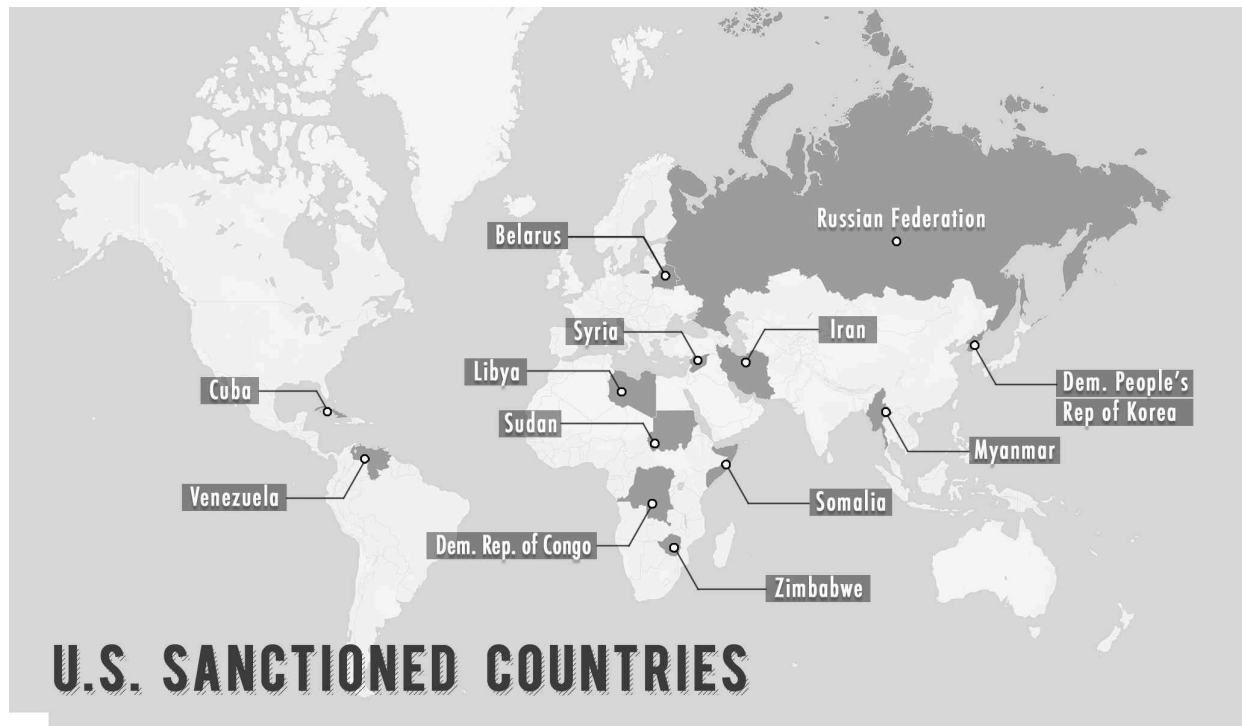 Russian Federation
Belarus
Syria
Iran
Libya
Cuba
Dem. People's
Rep of Korea
Sudan
Myanmar
Venezuela
Somalia
Dem. Rep. of Congo
Zimbabwe
U.S. SANCTIONED COUNTRIES